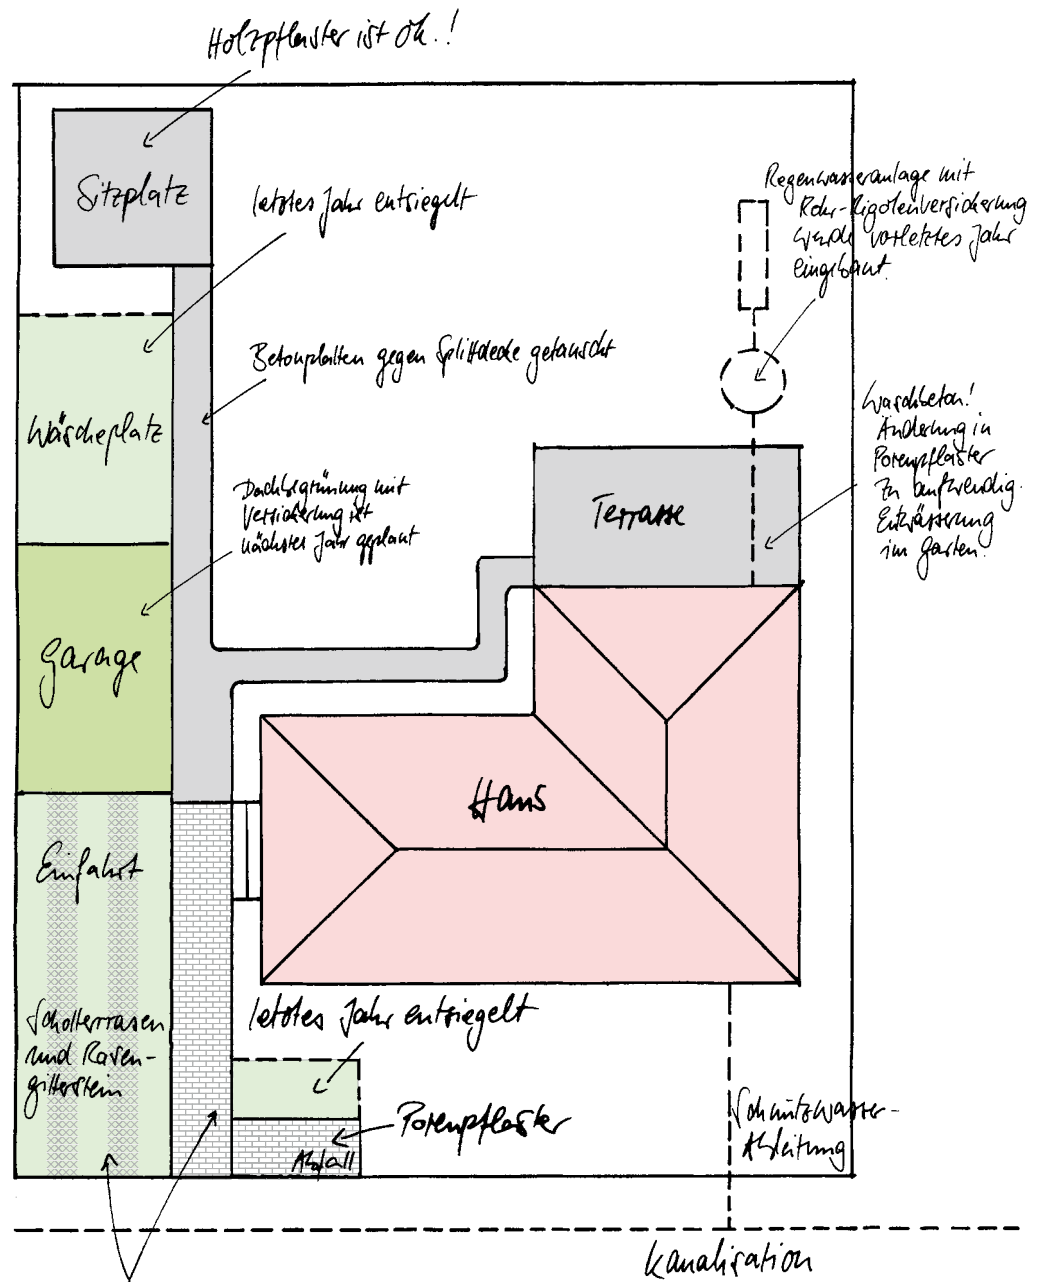 Holzpflaster ist ok.!
Sitzplatz
letztes Jahr entsiegelt
Regenwasseranlage mit
Rohr-Rigolenversickerung
wurde vorletztes Jahr
eingebaut.
Betonplatten gegen Splittdecke getauscht
Wäscheplatz
Waschbeton!
Änderung in
Porenpflaster
zu aufwendig.
Entwässerung
im Garten.
Dachbegrünung mit
Versickerung ist
nächstes Jahr geplant
Terrasse
Garage
Haus
Einfahrt
Schotterrasen
und Rasen-
gitterstein
letztes Jahr entsiegelt
Porenpflaster
Abfall
Schmutzwasser-
Ableitung
Kanalisation